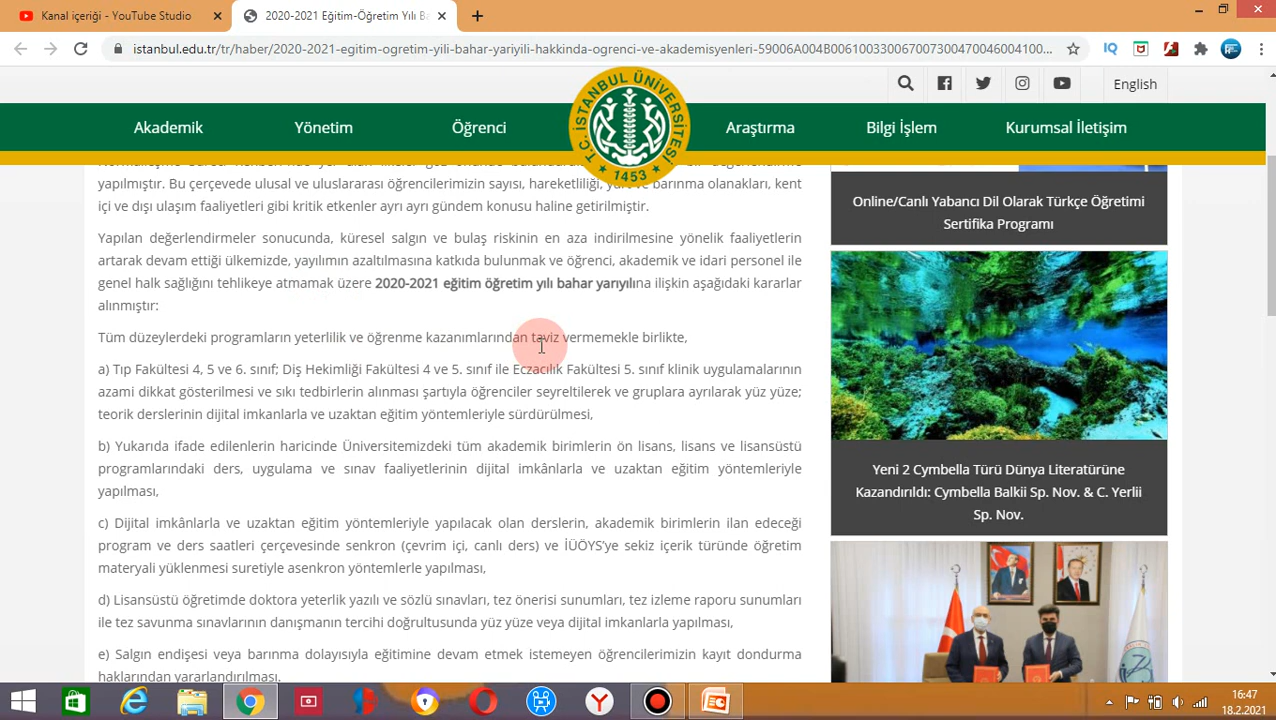 Kanal içeriği - YouTube Studio
2020-2021 Eğitim-Öğretim Yılı Ba
istanbul.edu.tr/tr/haber/2020-2021-egitim-ogretim-yili-bahar-yariyili-hakkinda-ogrenci-ve-akademisyenleri-59006A004B006100330067007300470046004100...
IQ
English
T.C. İSTANBUL ÜNİVERSİTESİ
1453
Akademik
Yönetim
Öğrenci
Araştırma
Bilgi İşlem
Kurumsal İletişim
yapılmıştır. Bu çerçevede ulusal ve uluslararası öğrencilerimizin sayısı, hareketliliği, yurt ve barınma olanakları, kent
içi ve dışı ulaşım faaliyetleri gibi kritik etkenler ayrı ayrı gündem konusu haline getirilmiştir.
Yapılan değerlendirmeler sonucunda, küresel salgın ve bulaş riskinin en aza indirilmesine yönelik faaliyetlerin
artarak devam ettiği ülkemizde, yayılımın azaltılmasına katkıda bulunmak ve öğrenci, akademik ve idari personel ile
genel halk sağlığını tehlikeye atmamak üzere 2020-2021 eğitim öğretim yılı bahar yarıyılına ilişkin aşağıdaki kararlar
alınmıştır:
Tüm düzeylerdeki programların yeterlilik ve öğrenme kazanımlarından taviz vermemekle birlikte,
a) Tıp Fakültesi 4, 5 ve 6. sınıf; Diş Hekimliği Fakültesi 4 ve 5. sınıf ile Eczacılık Fakültesi 5. sınıf klinik uygulamalarının
azami dikkat gösterilmesi ve sıkı tedbirlerin alınması şartıyla öğrenciler seyreltilerek ve gruplara ayrılarak yüz yüze;
teorik derslerinin dijital imkanlarla ve uzaktan eğitim yöntemleriyle sürdürülmesi,
b) Yukarıda ifade edilenlerin haricinde Üniversitemizdeki tüm akademik birimlerin ön lisans, lisans ve lisansüstü
programlarındaki ders, uygulama ve sınav faaliyetlerinin dijital imkânlarla ve uzaktan eğitim yöntemleriyle
yapılması,
c) Dijital imkânlarla ve uzaktan eğitim yöntemleriyle yapılacak olan derslerin, akademik birimlerin ilan edeceği
program ve ders saatleri çerçevesinde senkron (çevrim içi, canlı ders) ve İÜÖYS'ye sekiz içerik türünde öğretim
materyali yüklenmesi suretiyle asenkron yöntemlerle yapılması,
d) Lisansüstü öğretimde doktora yeterlik yazılı ve sözlü sınavları, tez önerisi sunumları, tez izleme raporu sunumları
ile tez savunma sınavlarının danışmanın tercihi doğrultusunda yüz yüze veya dijital imkanlarla yapılması,
e) Salgın endişesi veya barınma dolayısıyla eğitimine devam etmek istemeyen öğrencilerimizin kayıt dondurma
haklarından yararlandırılması.
Online/Canlı Yabancı Dil Olarak Türkçe Öğretimi
Sertifika Programı
Yeni 2 Cymbella Türü Dünya Literatürüne
Kazandırıldı: Cymbella Balkii Sp. Nov. & C. Yerlii
Sp. Nov.
16:47
18.2.2021